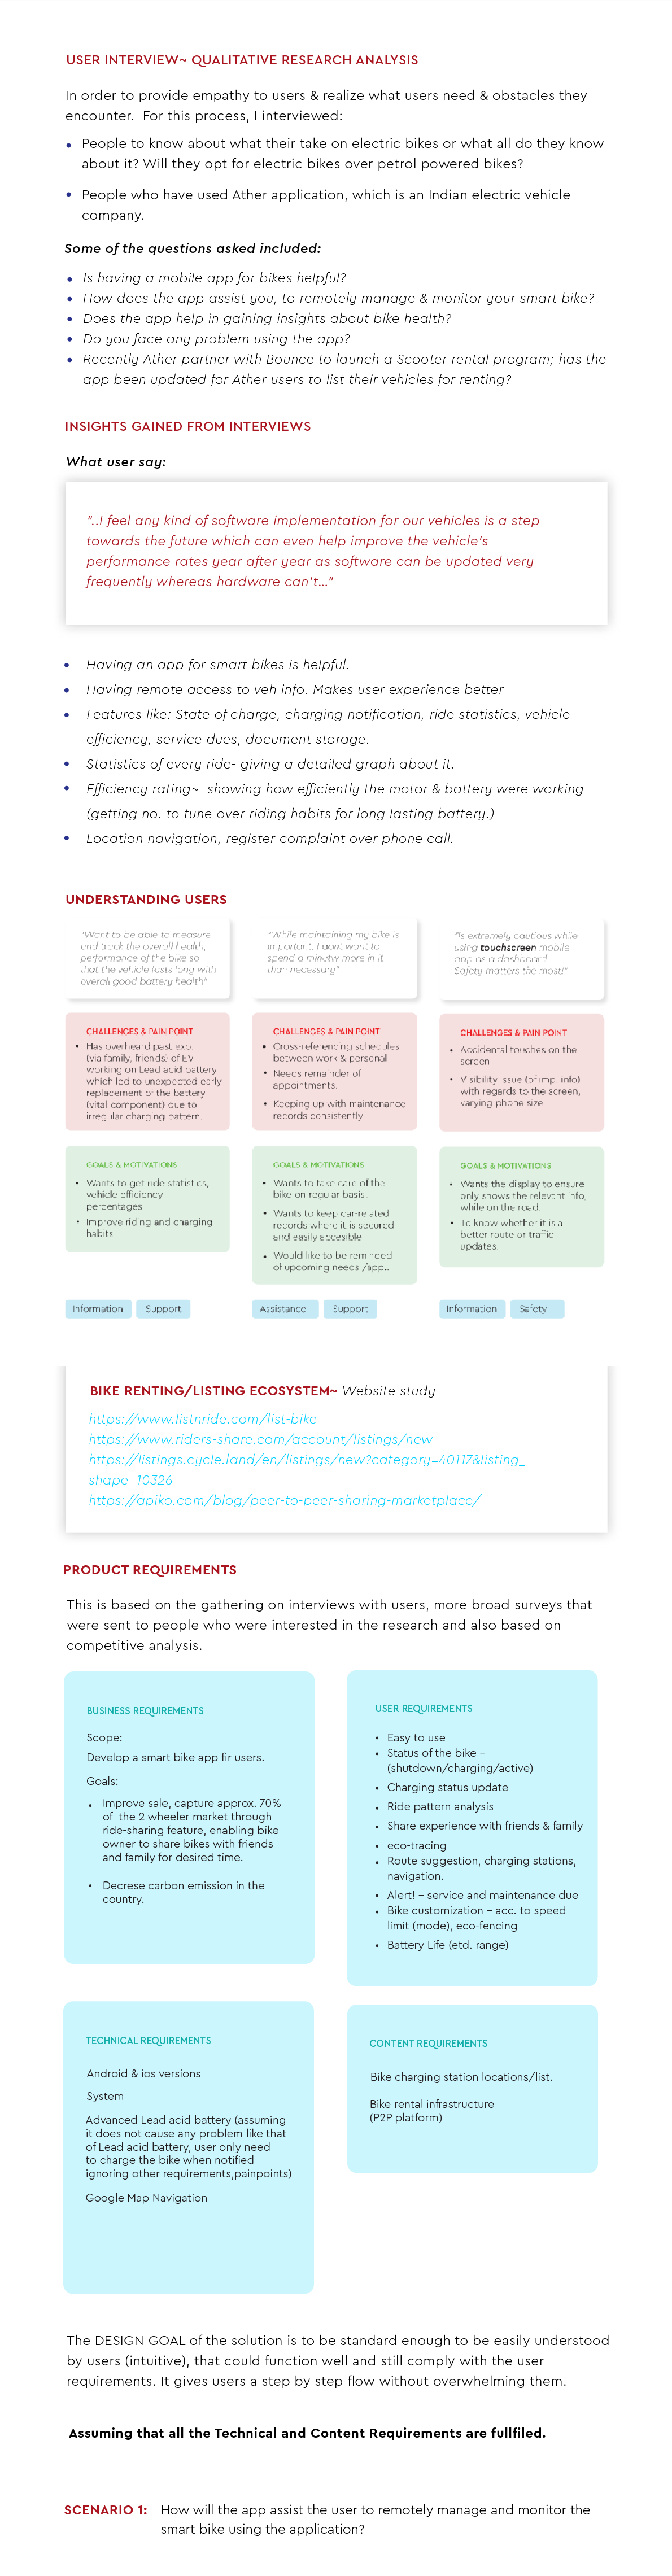 USER INTERVIEW~ QUALITATIVE RESEARCH ANALYSIS
In order to provide empathy to users & realize what users need & obstacles they
encounter.  For this process, I interviewed:
• People to know about what their take on electric bikes or what all do they know
about it? Will they opt for electric bikes over petrol powered bikes?
• People who have used Ather application, which is an Indian electric vehicle
company.
Some of the questions asked included:
• Is having a mobile app for bikes helpful?
• How does the app assist you, to remotely manage & monitor your smart bike?
• Does the app help in gaining insights about bike health?
• Do you face any problem using the app?
• Recently Ather partner with Bounce to launch a Scooter rental program; has the
app been updated for Ather users to list their vehicles for renting?
INSIGHTS GAINED FROM INTERVIEWS
What user say:
"..I feel any kind of software implementation for our vehicles is a step
towards the future which can even help improve the vehicle's
performance rates year after year as software can be updated very
frequently whereas hardware can't..."
• Having an app for smart bikes is helpful.
• Having remote access to veh info. Makes user experience better
• Features like: State of charge, charging notification, ride statistics, vehicle
efficiency, service dues, document storage.
• Statistics of every ride- giving a detailed graph about it.
• Efficiency rating~  showing how efficiently the motor & battery were working
(getting no. to tune over riding habits for long lasting battery.)
• Location navigation, register complaint over phone call.
UNDERSTANDING USERS
"Want to be able to measure
and track the overall health,
performance of the bike so
that the vehicle lasts long with
overall good battery health"
CHALLENGES & PAIN POINT
• Has overheard past exp.
(via family, friends) of EV
working on Lead acid battery
which led to unexpected early
replacement of the battery
(vital component) due to
irregular charging pattern.
GOALS & MOTIVATIONS
• Wants to get ride statistics,
vehicle efficiency
percentages
• Improve riding and charging
habits
Information
Support
"While maintaining my bike is
important, I dont want to
spend a minutw more in it
than necessary"
CHALLENGES & PAIN POINT
• Cross-referencing schedules
between work & personal
• Needs remainder of
appointments.
• Keeping up with maintenance
records consistently
GOALS & MOTIVATIONS
• Wants to take care of the
bike on regular basis.
• Wants to keep car-related
records where it is secured
and easily accesible
• Would like to be reminded
of upcoming needs /app..
Assistance
Support
"Is extremely cautious while
using touchscreen mobile
app as a dashboard.
Safety matters the most!"
CHALLENGES & PAIN POINT
• Accidental touches on the
screen
• Visibility issue (of imp. info)
with regards to the screen,
varying phone size
GOALS & MOTIVATIONS
• Wants the display to ensure
only shows the relevant info,
while on the road.
• To know whether it is a
better route or traffic
updates.
Information
Safety
BIKE RENTING/LISTING ECOSYSTEM~ Website study
https://www.listnride.com/list-bike
https://www.riders-share.com/account/listings/new
https://listings.cycle.land/en/listings/new?category=40117&listing_
shape=10326
https://apiko.com/blog/peer-to-peer-sharing-marketplace/
PRODUCT REQUIREMENTS
This is based on the gathering on interviews with users, more broad surveys that
were sent to people who were interested in the research and also based on
competitive analysis.
BUSINESS REQUIREMENTS
Scope:
Develop a smart bike app fir users.
Goals:
• Improve sale, capture approx. 70%
of  the 2 wheeler market through
ride-sharing feature, enabling bike
owner to share bikes with friends
and family for desired time.
• Decrese carbon emission in the
country.
USER REQUIREMENTS
• Easy to use
• Status of the bike –
(shutdown/charging/active)
• Charging status update
• Ride pattern analysis
• Share experience with friends & family
• eco-tracing
• Route suggestion, charging stations,
navigation.
• Alert! – service and maintenance due
• Bike customization – acc. to speed
limit (mode), eco-fencing
• Battery Life (etd. range)
TECHNICAL REQUIREMENTS
Android & ios versions
System
Advanced Lead acid battery (assuming
it does not cause any problem like that
of Lead acid battery, user only need
to charge the bike when notified
ignoring other requirements,painpoints)
Google Map Navigation
CONTENT REQUIREMENTS
Bike charging station locations/list.
Bike rental infrastructure
(P2P platform)
The DESIGN GOAL of the solution is to be standard enough to be easily understood
by users (intuitive), that could function well and still comply with the user
requirements. It gives users a step by step flow without overwhelming them.
Assuming that all the Technical and Content Requirements are fullfiled.
SCENARIO 1: How will the app assist the user to remotely manage and monitor the
smart bike using the application?